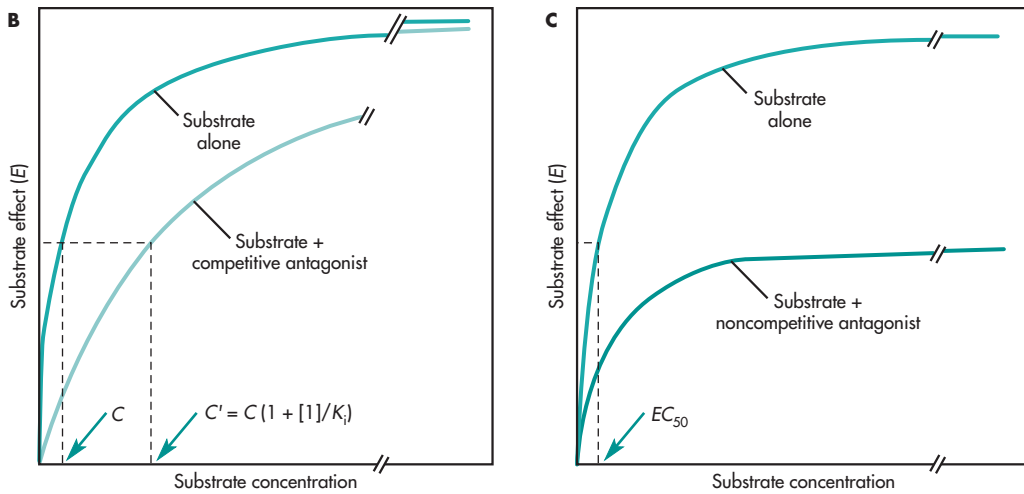 B
Substrate effect (E)
Substrate
alone
Substrate +
competitive antagonist
C
C' = C (1 + [1]/Ki)
Substrate concentration
C
Substrate effect (E)
Substrate
alone
Substrate +
noncompetitive antagonist
EC50
Substrate concentration